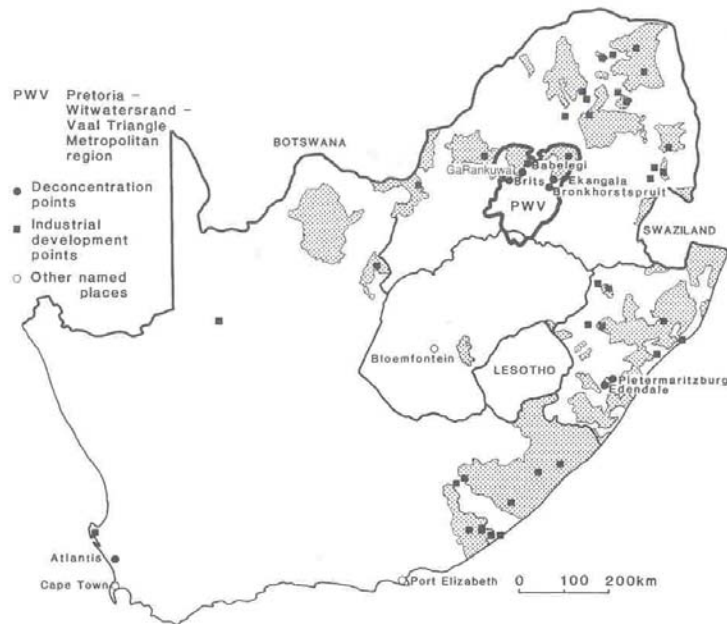 PWV Pretoria –
Witwatersrand –
Vaal Triangle
Metropolitan
region
Deconcentration
points
Industrial
development
points
Other named
places
BOTSWANA
Babelegi
GaRankuwa
Brits
Ekangala
Bronkhorstspruit
PWV
SWAZILAND
Bloemfontein
LESOTHO
Pietermaritzburg
Edendale
Atlantis
Cape Town
Port Elizabeth
0 100 200km